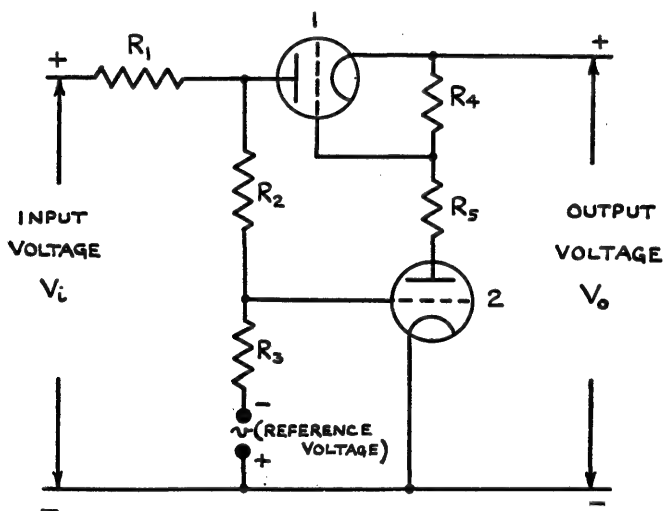 1
+
R1
+
R4
R2
R5
INPUT
VOLTAGE
Vi
OUTPUT
VOLTAGE
Vo
2
R3
−
~(REFERENCE
VOLTAGE)
+
−
−